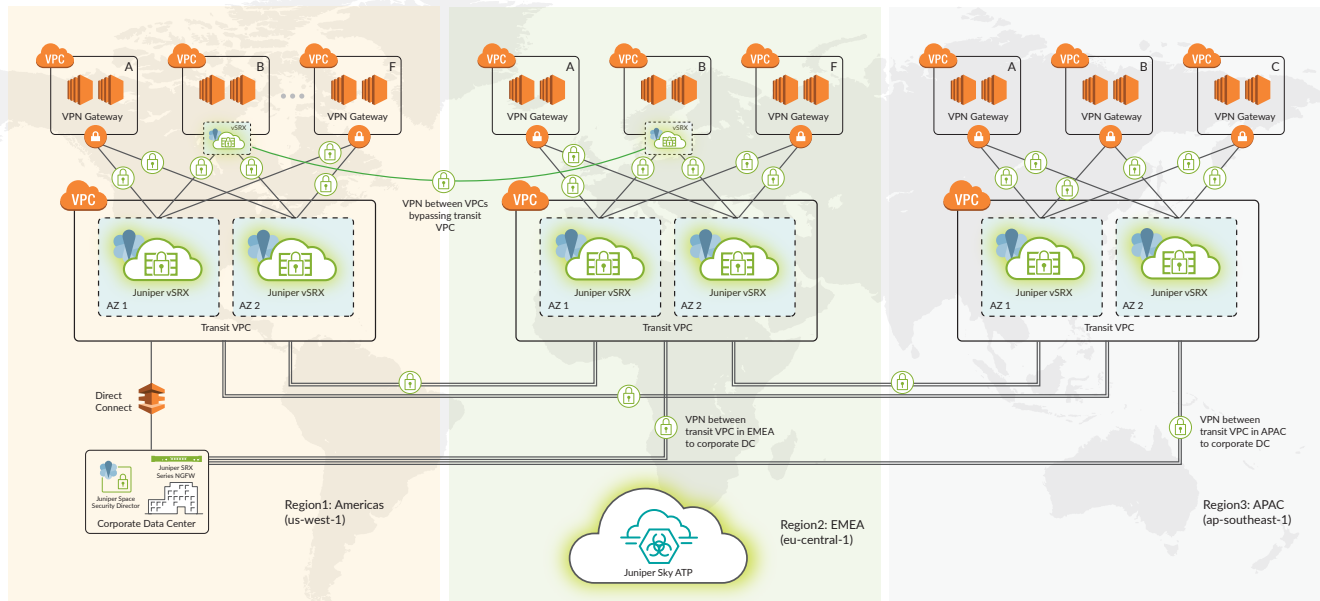 VPC
A
VPN Gateway
VPC
B
vSRX
VPC
F
VPN Gateway
VPC
A
VPN Gateway
VPC
B
vSRX
VPC
F
VPN Gateway
VPC
A
VPN Gateway
VPC
B
VPN Gateway
VPC
C
VPN Gateway
VPN between VPCs
bypassing transit
VPC
VPC
Juniper vSRX
AZ 1
Juniper vSRX
AZ 2
Transit VPC
VPC
Juniper vSRX
AZ 1
Juniper vSRX
AZ 2
Transit VPC
VPC
Juniper vSRX
AZ 1
Juniper vSRX
AZ 2
Transit VPC
Direct
Connect
VPN between
transit VPC in EMEA
to corporate DC
VPN between
transit VPC in APAC
to corporate DC
Juniper SRX
Series NGFW
Juniper Space
Security Director
Corporate Data Center
Region1: Americas
(us-west-1)
Juniper Sky ATP
Region2: EMEA
(eu-central-1)
Region3: APAC
(ap-southeast-1)